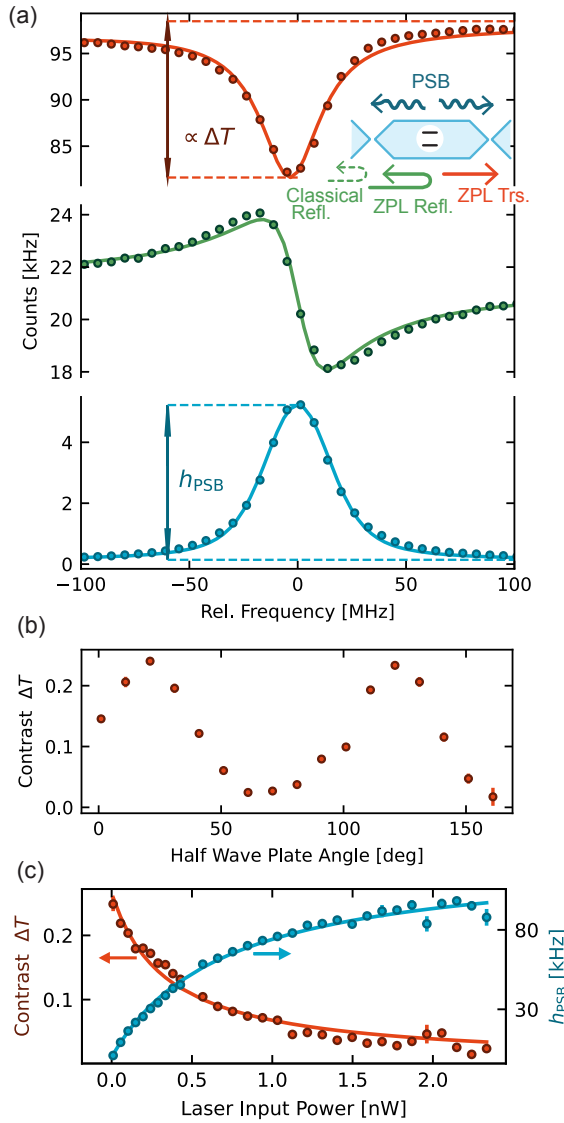 (a)
95
90
85
∝ ΔT
PSB
Classical
Refl.
ZPL Refl.
ZPL Trs.
24
22
20
18
Counts [kHz]
4
2
0
h_PSB
−100
−50
0
50
100
Rel. Frequency [MHz]
(b)
0.2
0.1
0.0
Contrast ΔT
0
50
100
150
Half Wave Plate Angle [deg]
(c)
0.2
0.1
Contrast ΔT
80
30
h_PSB [kHz]
0.0
0.5
1.0
1.5
2.0
Laser Input Power [nW]